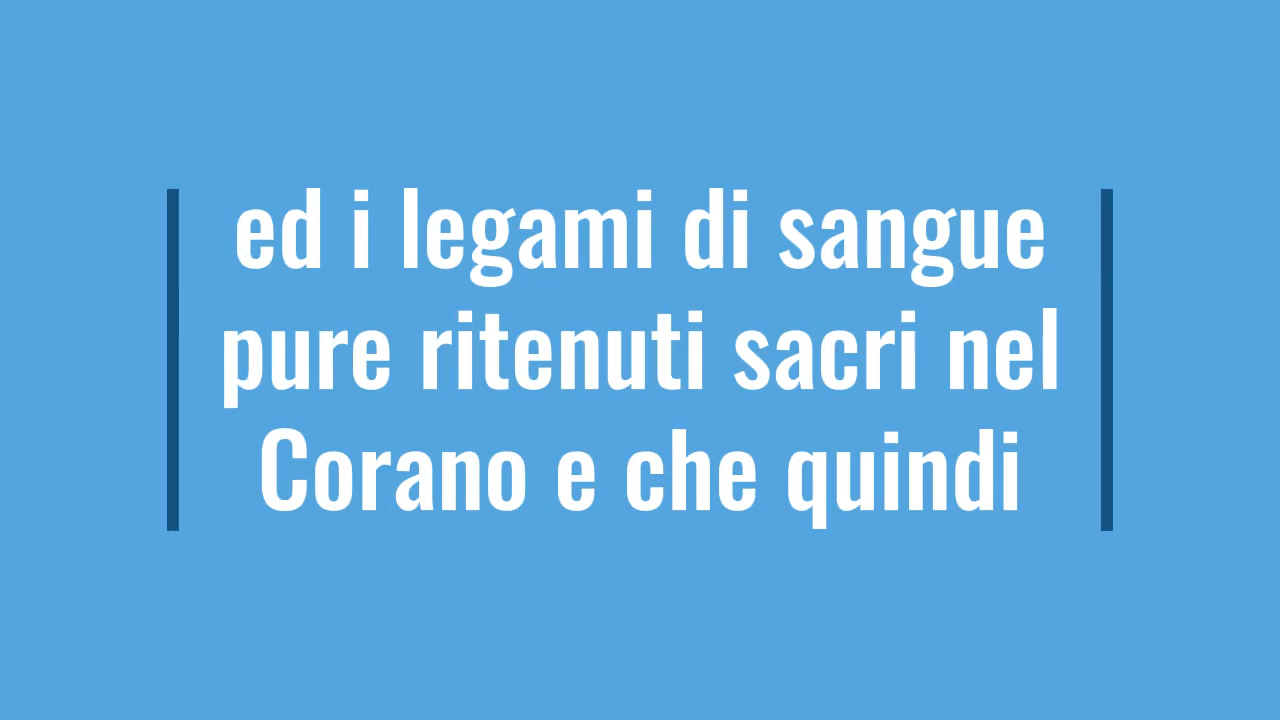 ed i legami di sangue
pure ritenuti sacri nel
Corano e che quindi